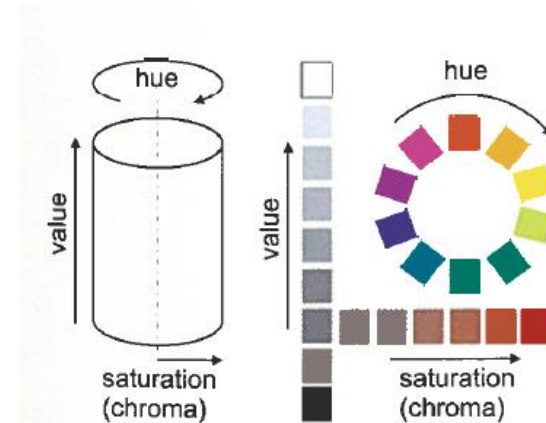 hue
value
saturation
(chroma)
value
hue
saturation
(chroma)